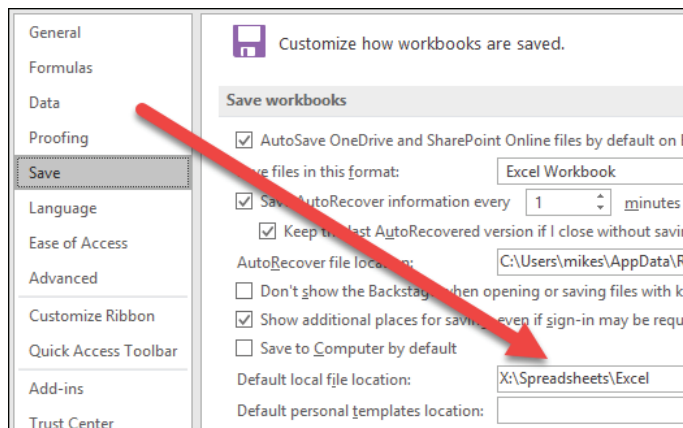 General
Formulas
Data
Proofing
Save
Language
Ease of Access
Advanced
Customize Ribbon
Quick Access Toolbar
Add-ins
Trust Center
Customize how workbooks are saved.
Save workbooks
AutoSave OneDrive and SharePoint Online files by default on
files in this format: Excel Workbook
Save AutoRecover information every 1 minutes
Keep the last AutoRecovered version if I close without
AutoRecover file location: C:\Users\mikes\AppData\R
Don't show the Backstage when opening or saving files with
Show additional places for saving, even if sign-in may be
Save to Computer by default
Default local file location: X:\Spreadsheets\Excel
Default personal templates location: